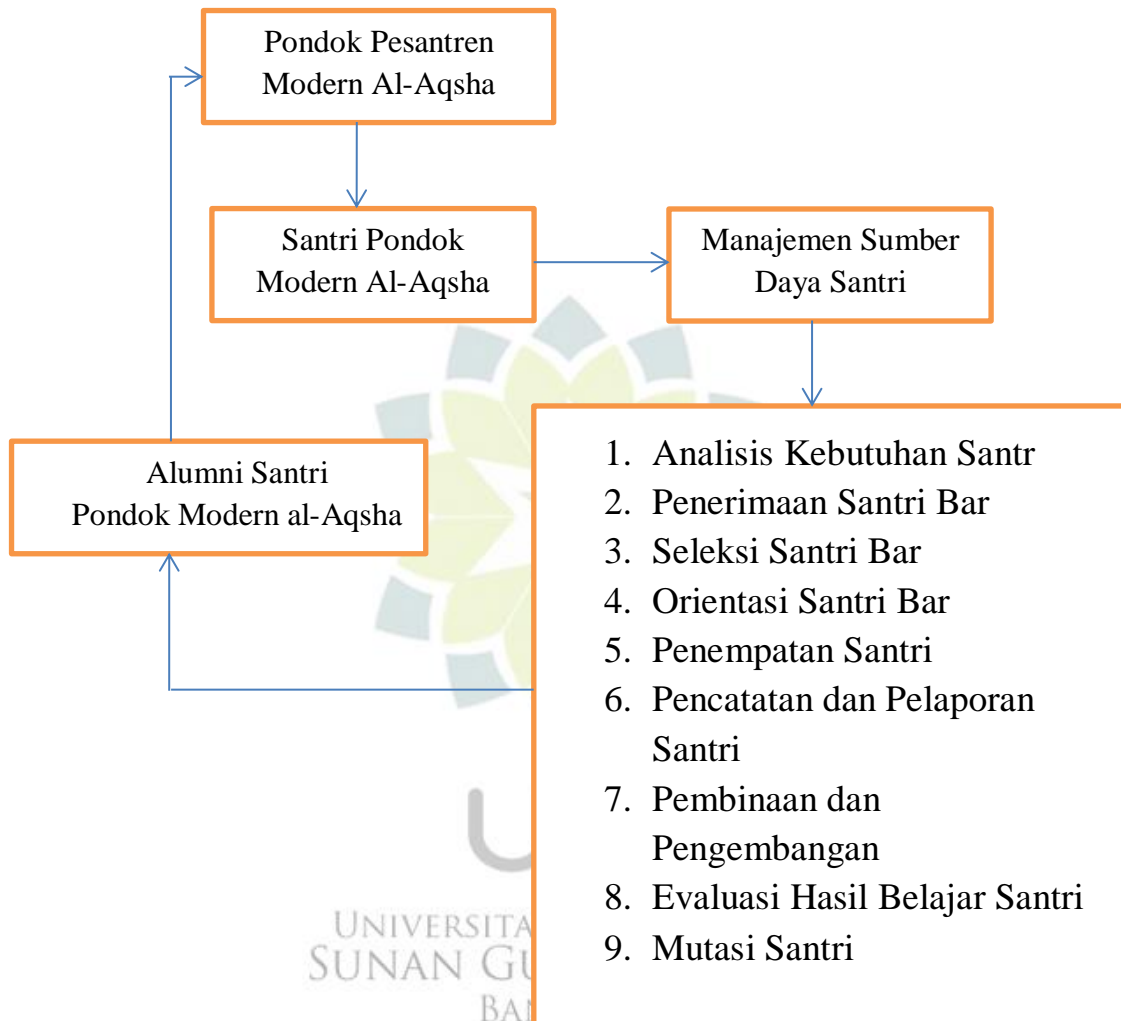 Pondok Pesantren
Modern Al-Aqsha
Santri Pondok
Modern Al-Aqsha
Manajemen Sumber
Daya Santri
Alumni Santri
Pondok Modern al-Aqsha
1. Analisis Kebutuhan Santr
2. Penerimaan Santri Bar
3. Seleksi Santri Bar
4. Orientasi Santri Bar
5. Penempatan Santri
6. Pencatatan dan Pelaporan
Santri
7. Pembinaan dan
Pengembangan
8. Evaluasi Hasil Belajar Santri
9. Mutasi Santri
UNIVERSITA
SUNAN GU
BAN